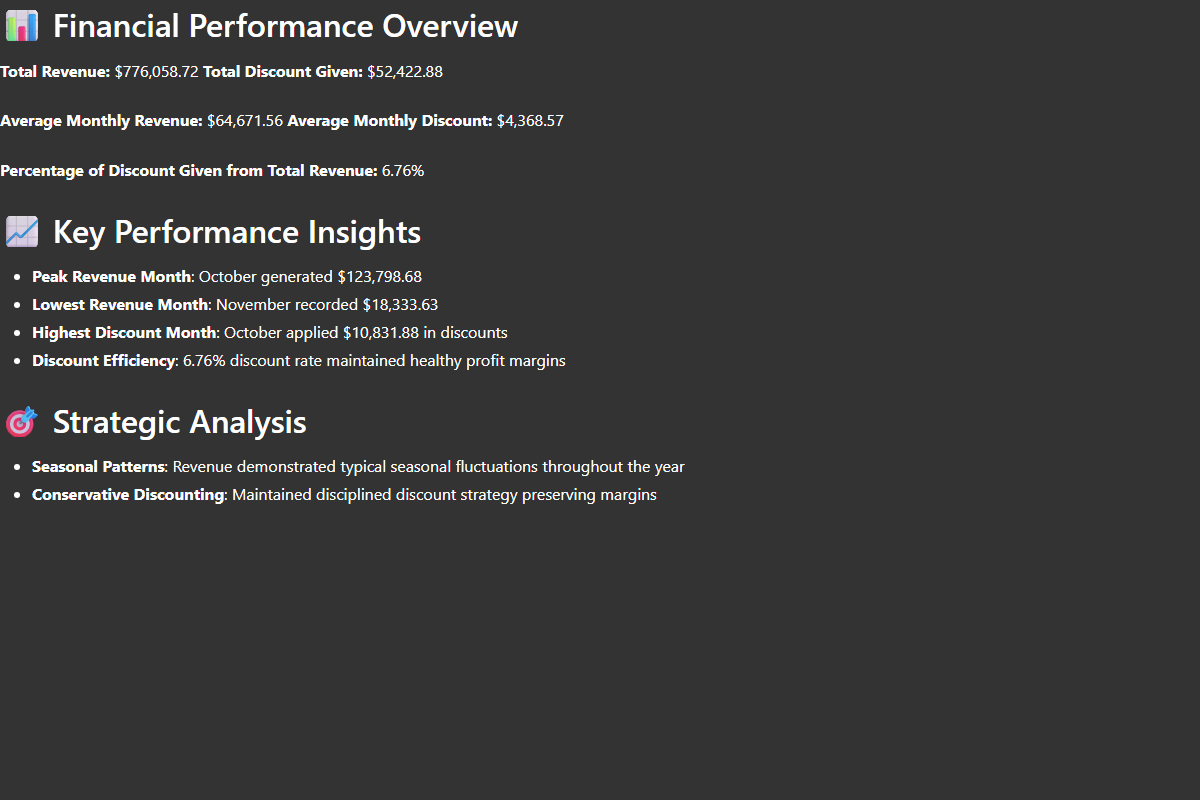 Financial Performance Overview
Total Revenue: $776,058.72 Total Discount Given: $52,422.88
Average Monthly Revenue: $64,671.56 Average Monthly Discount: $4,368.57
Percentage of Discount Given from Total Revenue: 6.76%
Key Performance Insights
Peak Revenue Month: October generated $123,798.68
Lowest Revenue Month: November recorded $18,333.63
Highest Discount Month: October applied $10,831.88 in discounts
Discount Efficiency: 6.76% discount rate maintained healthy profit margins
Strategic Analysis
Seasonal Patterns: Revenue demonstrated typical seasonal fluctuations throughout the year
Conservative Discounting: Maintained disciplined discount strategy preserving margins